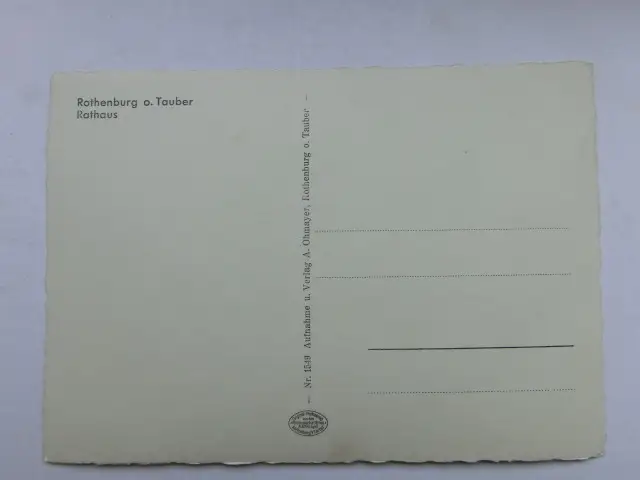 Rothenburg o. Tauber
Rathaus
— Nr. 1549 Aufnahme u. Verlag A. Ohmayer, Rothenburg o. Tauber —